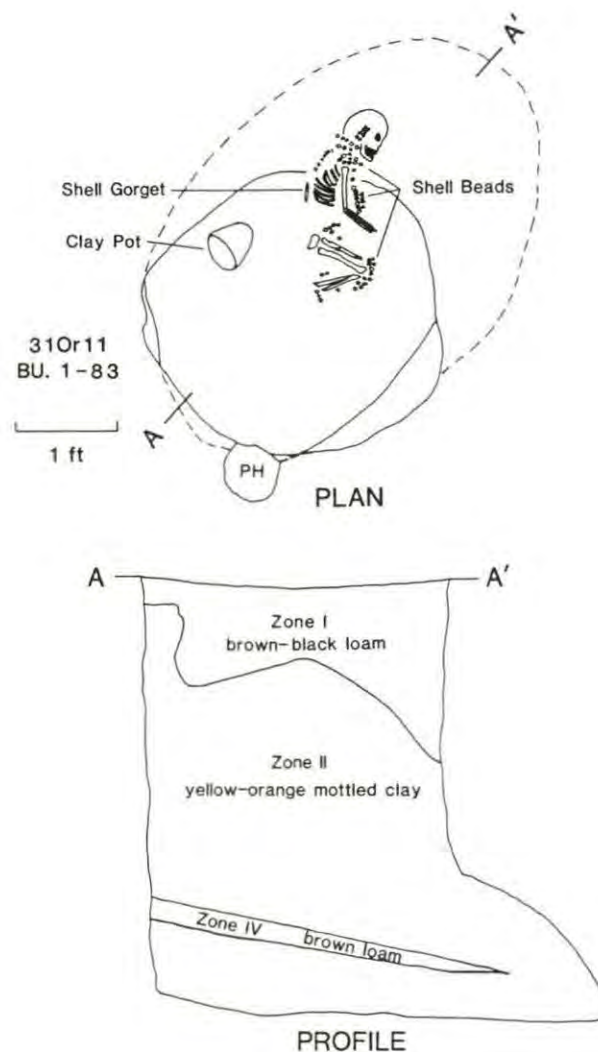 A'
Shell Gorget
Shell Beads
Clay Pot
31Or11
BU. 1-83
1 ft
A
PH
PLAN
A
A'
Zone I
brown-black loam
Zone II
yellow-orange mottled clay
Zone IV brown loam
PROFILE